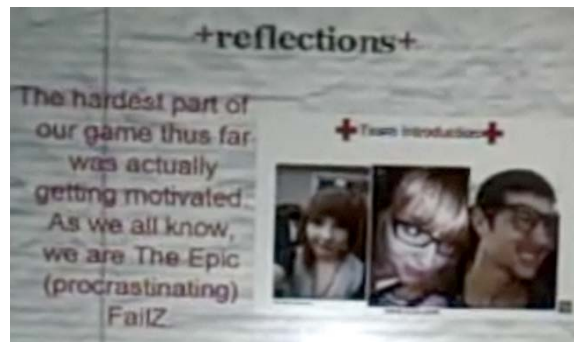 +reflections+
The hardest part of
our game thus far
was actually
getting motivated.
As we all know,
we are The Epic
(procrastinating)
FailZ
Team Introduction